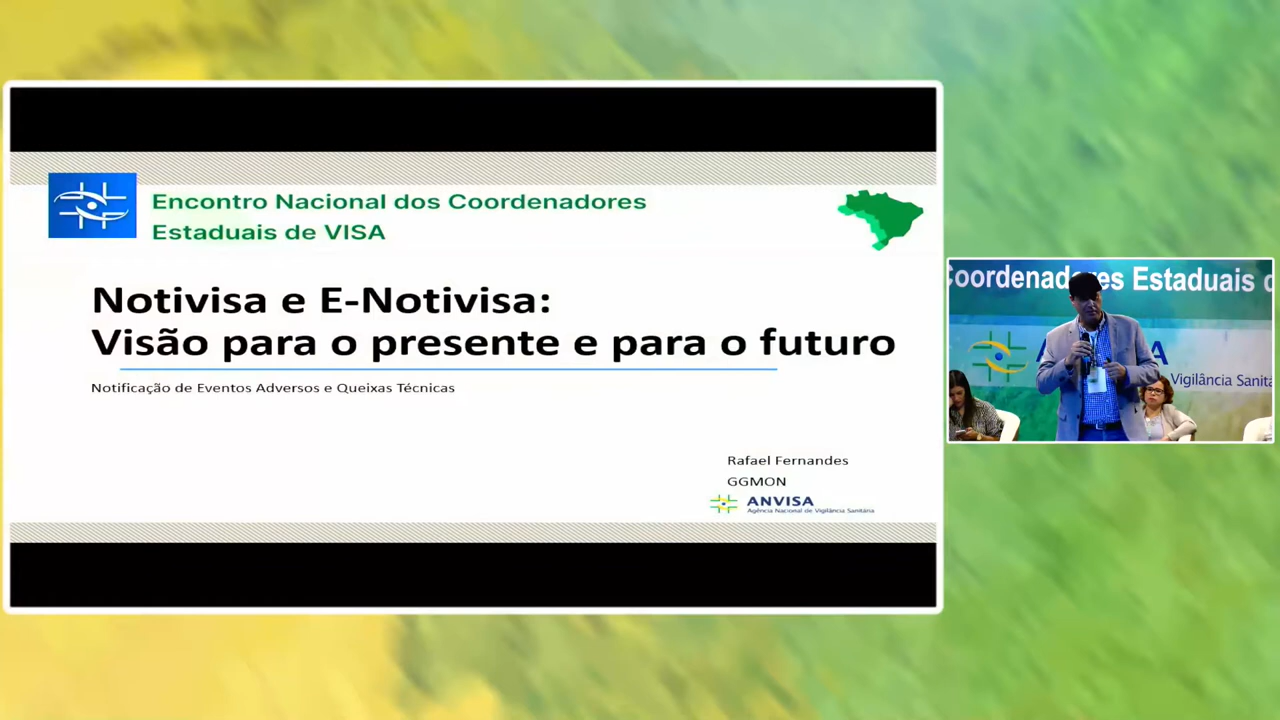 Encontro Nacional dos Coordenadores
Estaduais de VISA
Notivisa e E-Notivisa:
Visão para o presente e para o futuro
Notificação de Eventos Adversos e Queixas Técnicas
Rafael Fernandes
GGMON
ANVISA
Agência Nacional de Vigilância Sanitária
Coordenadores Estaduais d
A
Vigilância Sanitá